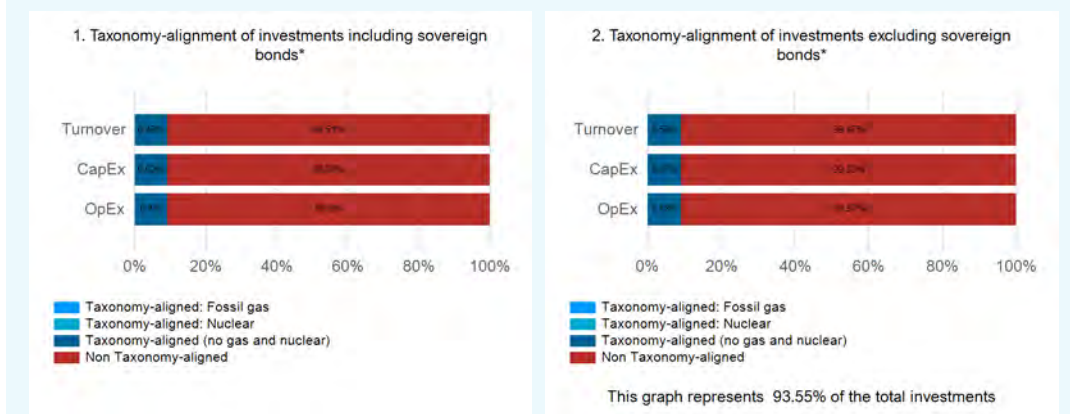 1. Taxonomy-alignment of investments including sovereign
bonds*
Turnover
CapEx
OpEx
0% 20% 40% 60% 80% 100%
Taxonomy-aligned: Fossil gas
Taxonomy-aligned: Nuclear
Taxonomy-aligned (no gas and nuclear)
Non Taxonomy-aligned
2. Taxonomy-alignment of investments excluding sovereign
bonds*
Turnover
CapEx
OpEx
0% 20% 40% 60% 80% 100%
Taxonomy-aligned: Fossil gas
Taxonomy-aligned: Nuclear
Taxonomy-aligned (no gas and nuclear)
Non Taxonomy-aligned
This graph represents 93.55% of the total investments